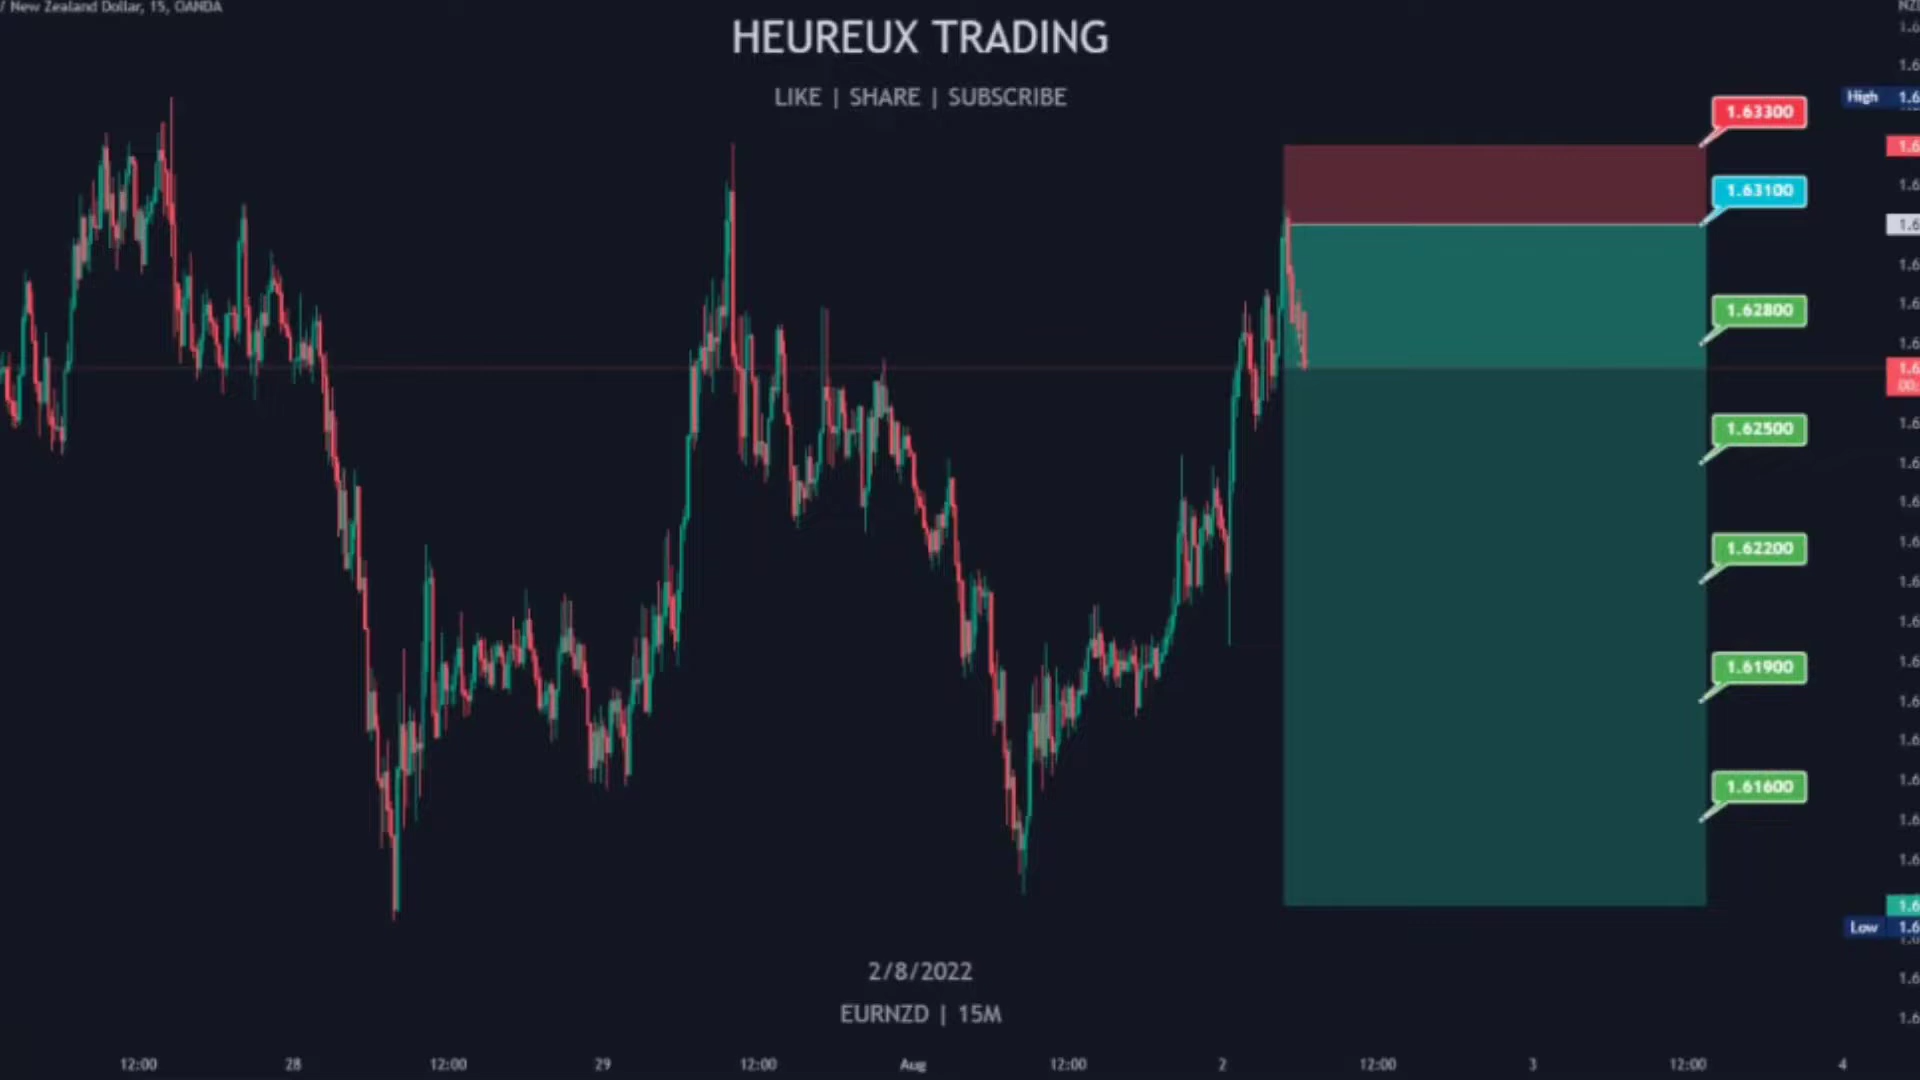 / New Zealand Dollar, 15, OANDA
HEUREUX TRADING
LIKE | SHARE | SUBSCRIBE
High
1.63300
1.63100
1.62800
1.62500
1.62200
1.61900
1.61600
Low
2/8/2022
EURNZD | 15M
12:00 28 12:00 29 12:00 Aug 12:00 2 12:00 3 12:00 4